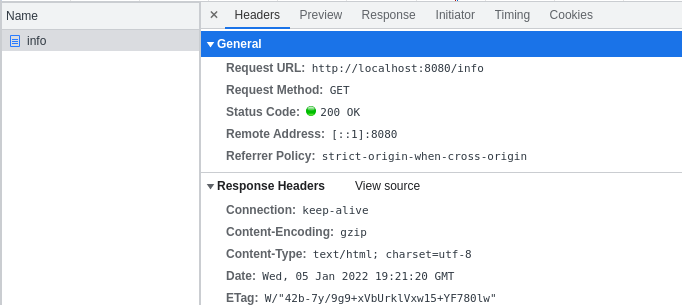 Name
× Headers Preview Response Initiator Timing Cookies
info
General
Request URL: http://localhost:8080/info
Request Method: GET
Status Code: 200 OK
Remote Address: [::1]:8080
Referrer Policy: strict-origin-when-cross-origin
Response Headers View source
Connection: keep-alive
Content-Encoding: gzip
Content-Type: text/html; charset=utf-8
Date: Wed, 05 Jan 2022 19:21:20 GMT
ETag: W/"42b-7y/9g9+xVbUrklVxw15+YF780lw"